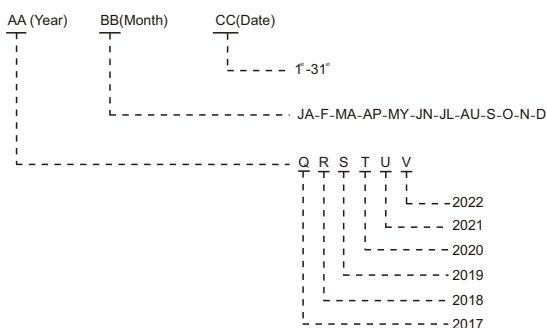 AA (Year) BB(Month) CC(Date)
1st-31st
JA-F-MA-AP-MY-JN-JL-AU-S-O-N-D
Q R S T U V
2022
2021
2020
2019
2018
2017